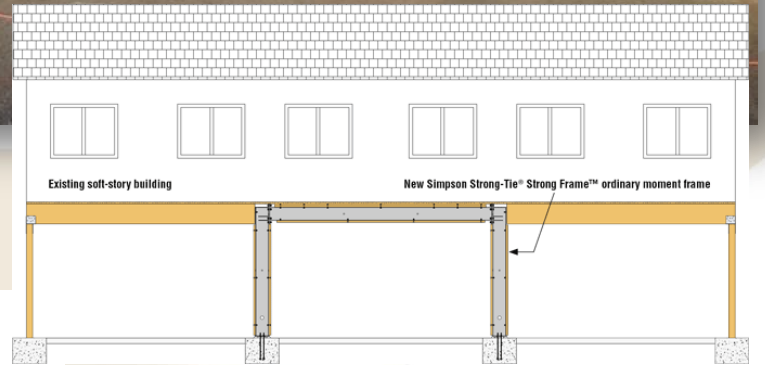 Existing soft-story building
New Simpson Strong-Tie® Strong Frame™ ordinary moment frame